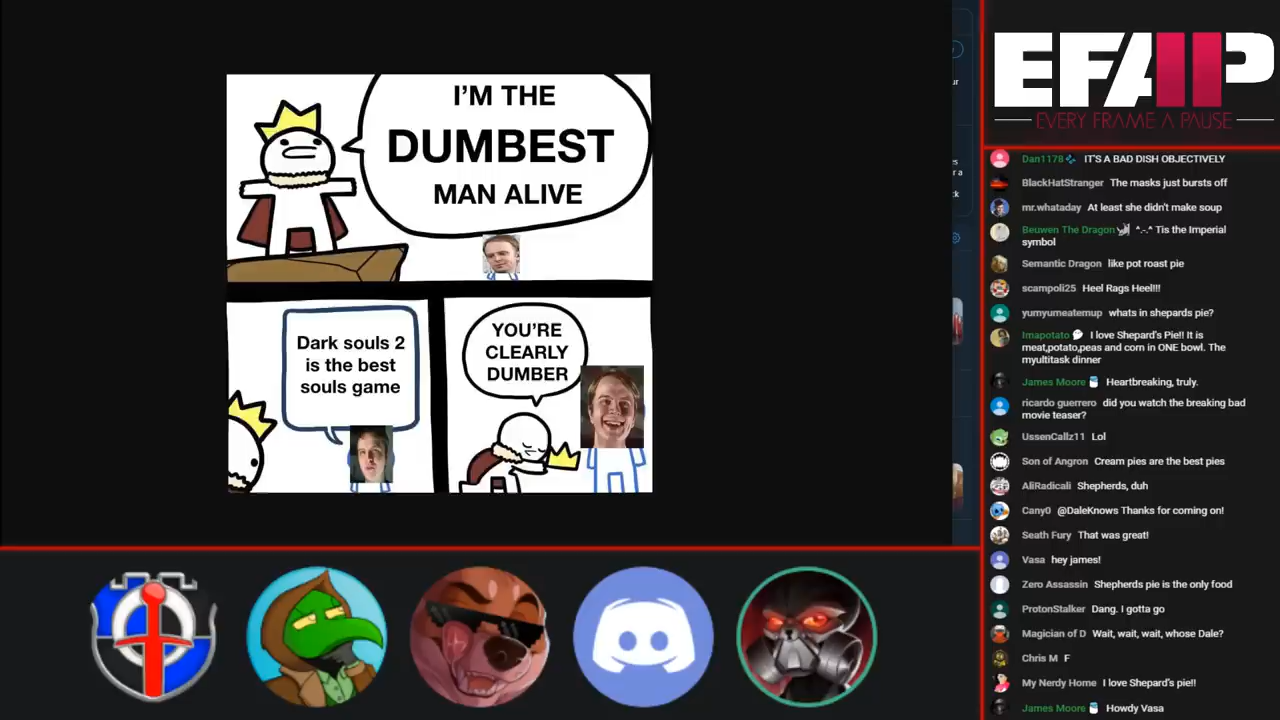 I'M THE
DUMBEST
MAN ALIVE
Dark souls 2
is the best
souls game
YOU'RE
CLEARLY
DUMBER
EFAP
EVERY FRAME A PAUSE
Dan1178 IT'S A BAD DISH OBJECTIVELY
BlackHatStranger The masks just bursts off
mr.whataday At least she didn't make soup
Beuwen The Dragon ^.-.^ Tis the Imperial
symbol
Semantic Dragon like pot roast pie
scampoli25 Heel Rags Heel!!!
yumyumeatemup whats in shepards pie?
Imapotato I love Shepard's Pie!! It is
meat,potato,peas and corn in ONE bowl. The
myultitask dinner
James Moore Heartbreaking, truly.
ricardo guerrero did you watch the breaking bad
movie teaser?
UssenCallz11 Lol
Son of Angron Cream pies are the best pies
AliRadicali Shepherds, duh
Cany0 @DaleKnows Thanks for coming on!
Seath Fury That was great!
Vasa hey james!
Zero Assassin Shepherds pie is the only food
ProtonStalker Dang. I gotta go
Magician of D Wait, wait, wait, whose Dale?
Chris M F
My Nerdy Home I love Shepard's pie!!
James Moore Howdy Vasa